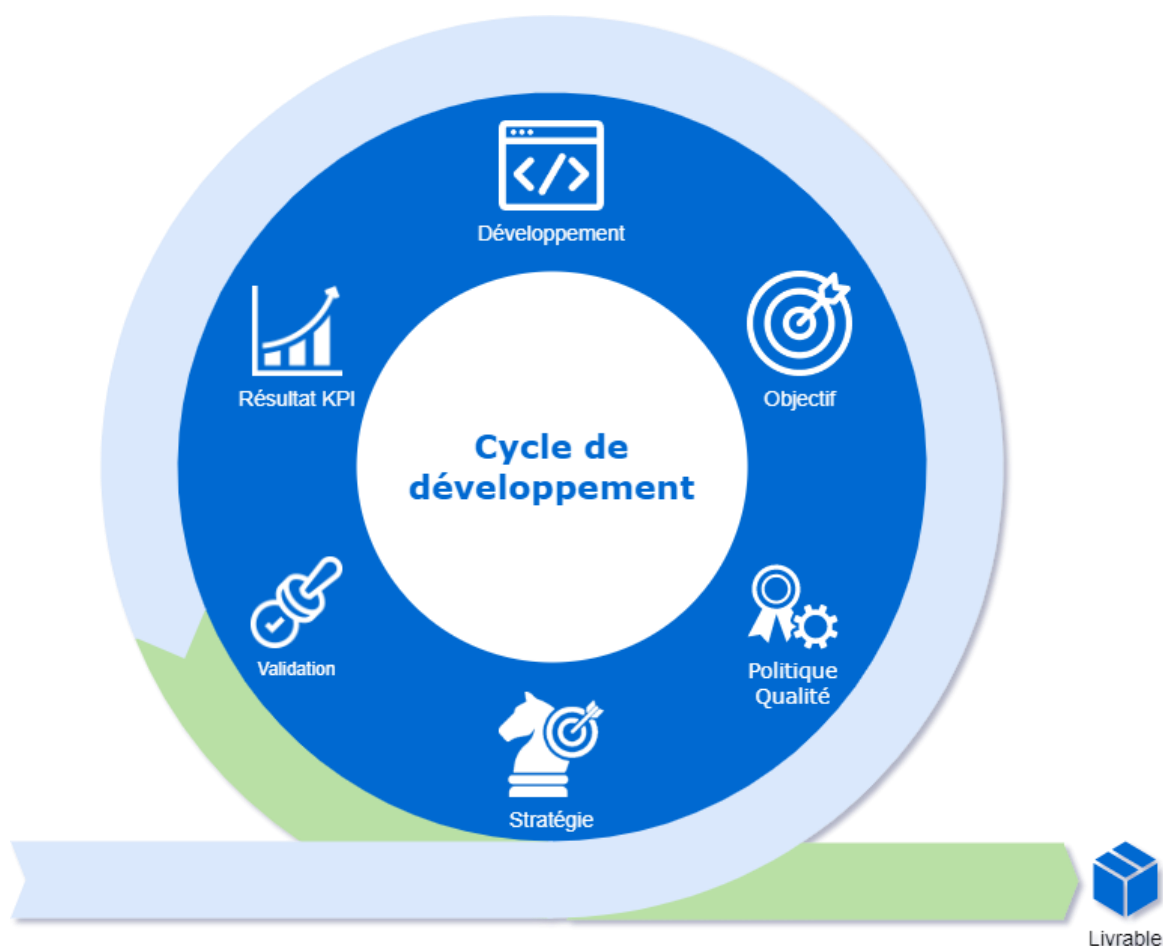 Développement
Résultat KPI
Objectif
Cycle de
développement
Validation
Politique
Qualité
Stratégie
Livrable